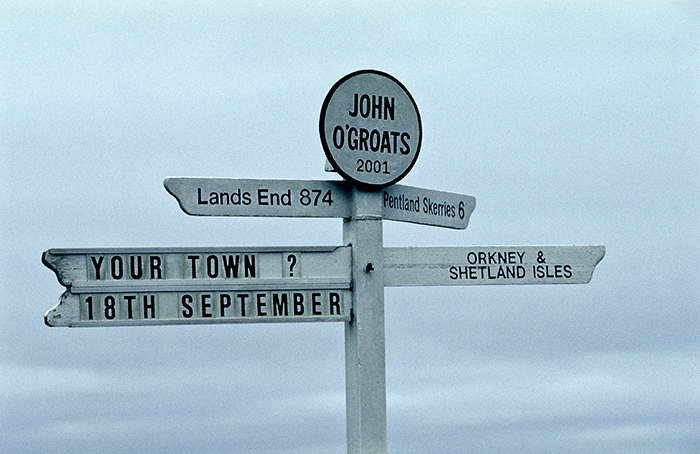 JOHN
O'GROATS
2001
Lands End 874
Pentland Skerries 6
YOUR TOWN ?
18TH SEPTEMBER
ORKNEY &
SHETLAND ISLES